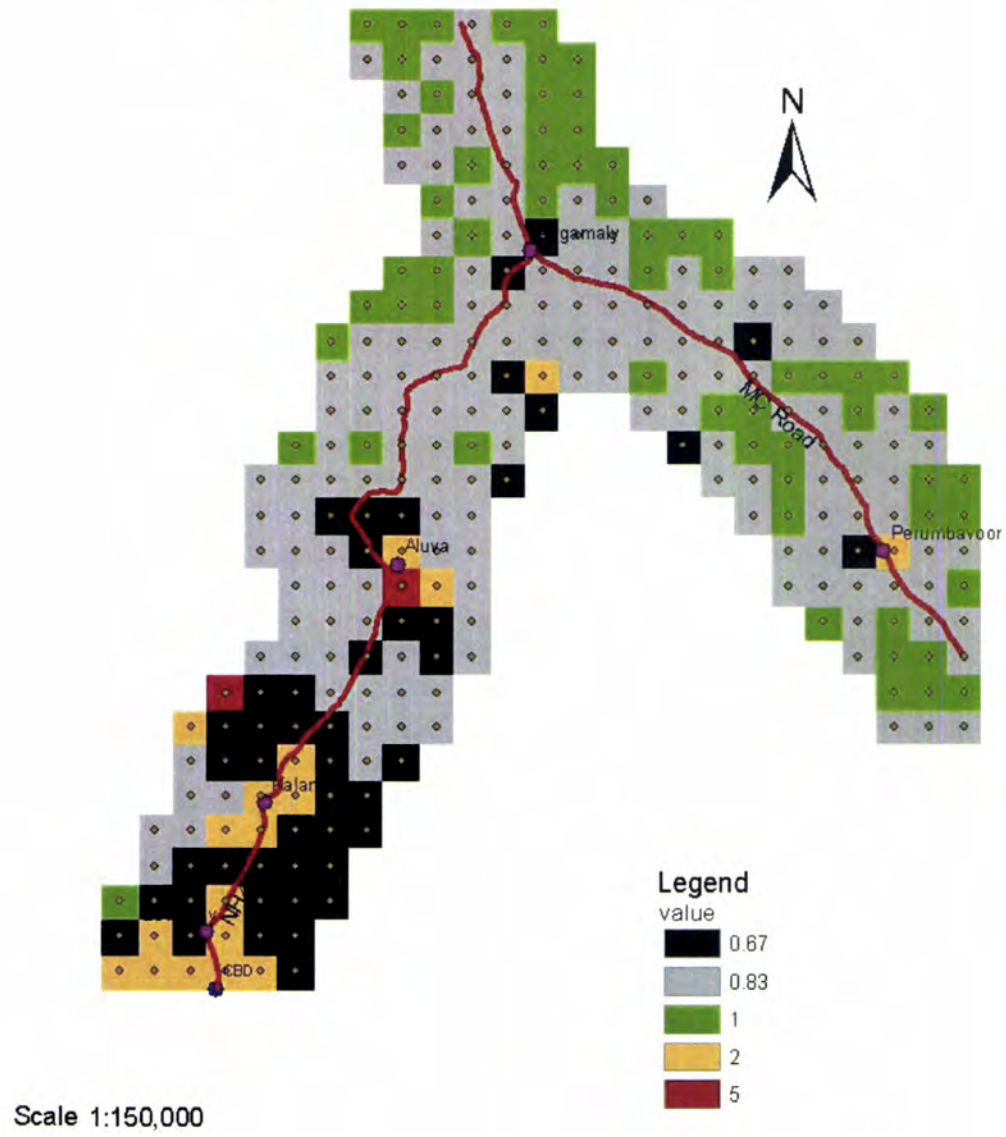 N
gamaly
MC Road
Perumbavoor
Aluva
CBD
Legend
value
0.67
0.83
1
2
5
Scale 1:150,000